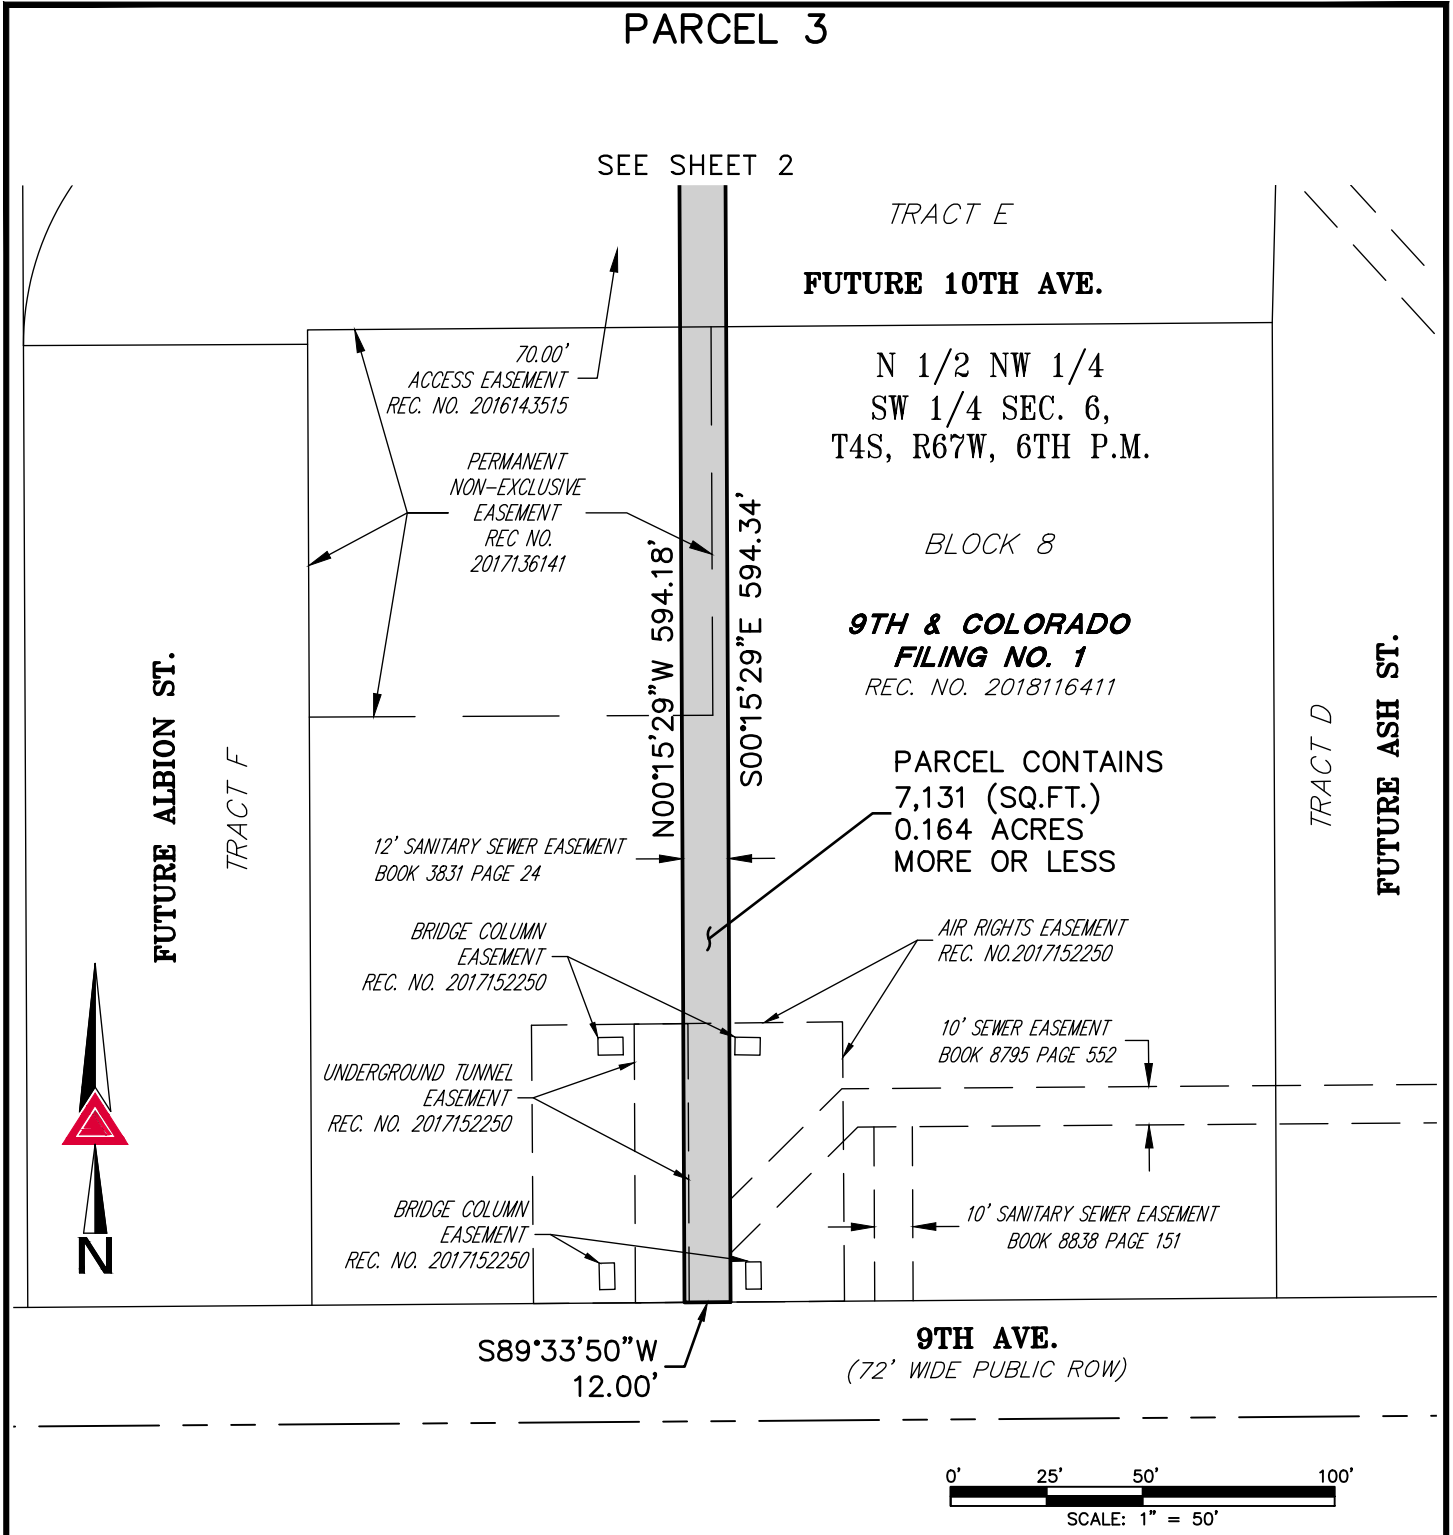 PARCEL 3
SEE SHEET 2
TRACT E
FUTURE 10TH AVE.
70.00'
ACCESS EASEMENT
REC. NO. 2016143515
N 1/2 NW 1/4
SW 1/4 SEC. 6,
T4S, R67W, 6TH P.M.
PERMANENT
NON-EXCLUSIVE
EASEMENT
REC NO.
2017136141
N00°15'29"W 594.18'
S00°15'29"E 594.34'
BLOCK 8
9TH & COLORADO
FILING NO. 1
REC. NO. 2018116411
FUTURE ALBION ST.
TRACT F
TRACT D
FUTURE ASH ST.
PARCEL CONTAINS
7,131 (SQ.FT.)
0.164 ACRES
MORE OR LESS
12' SANITARY SEWER EASEMENT
BOOK 3831 PAGE 24
BRIDGE COLUMN
EASEMENT
REC. NO. 2017152250
AIR RIGHTS EASEMENT
REC. NO.2017152250
10' SEWER EASEMENT
BOOK 8795 PAGE 552
UNDERGROUND TUNNEL
EASEMENT
REC. NO. 2017152250
BRIDGE COLUMN
EASEMENT
REC. NO. 2017152250
10' SANITARY SEWER EASEMENT
BOOK 8838 PAGE 151
N
S89°33'50"W
12.00'
9TH AVE.
(72' WIDE PUBLIC ROW)
0' 25' 50' 100'
SCALE: 1" = 50'